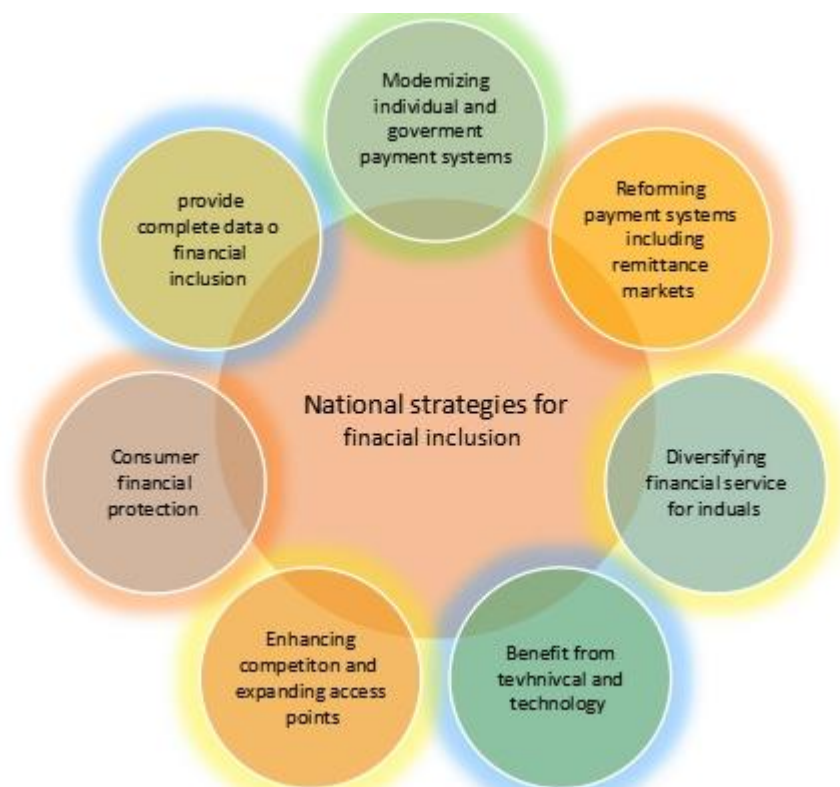 Modemizing
individual and
goverment
payment systems
Reforming
payment systems
including
remittance
markets
Diversifying
financial service
for induals
Benefit from
tevhnivcal and
technology
Enhancing
competiton and
expanding access
points
Consumer
financial
protection
provide
complete data o
financial
inclusion
National strategies for
finacial inclusion